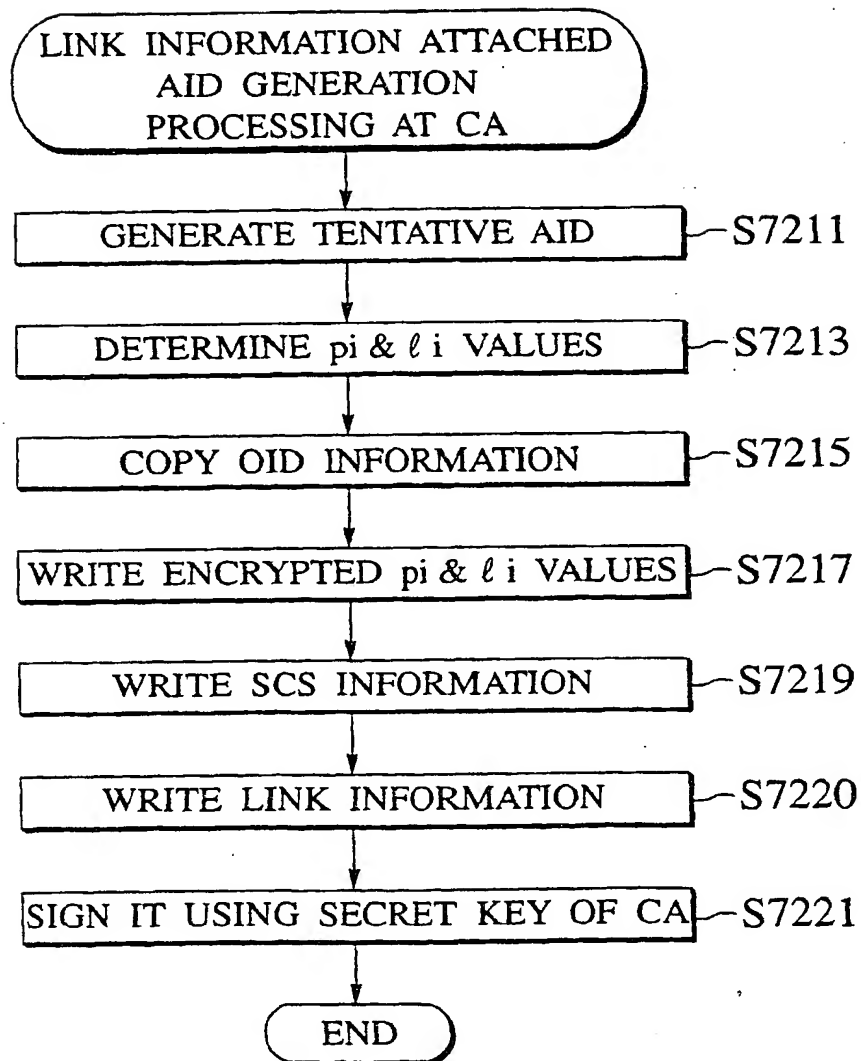 LINK INFORMATION ATTACHED
AID GENERATION
PROCESSING AT CA
GENERATE TENTATIVE AID S7211
DETERMINE pi & ℓ i VALUES S7213
COPY OID INFORMATION S7215
WRITE ENCRYPTED pi & ℓ i VALUES S7217
WRITE SCS INFORMATION S7219
WRITE LINK INFORMATION S7220
SIGN IT USING SECRET KEY OF CA S7221
END